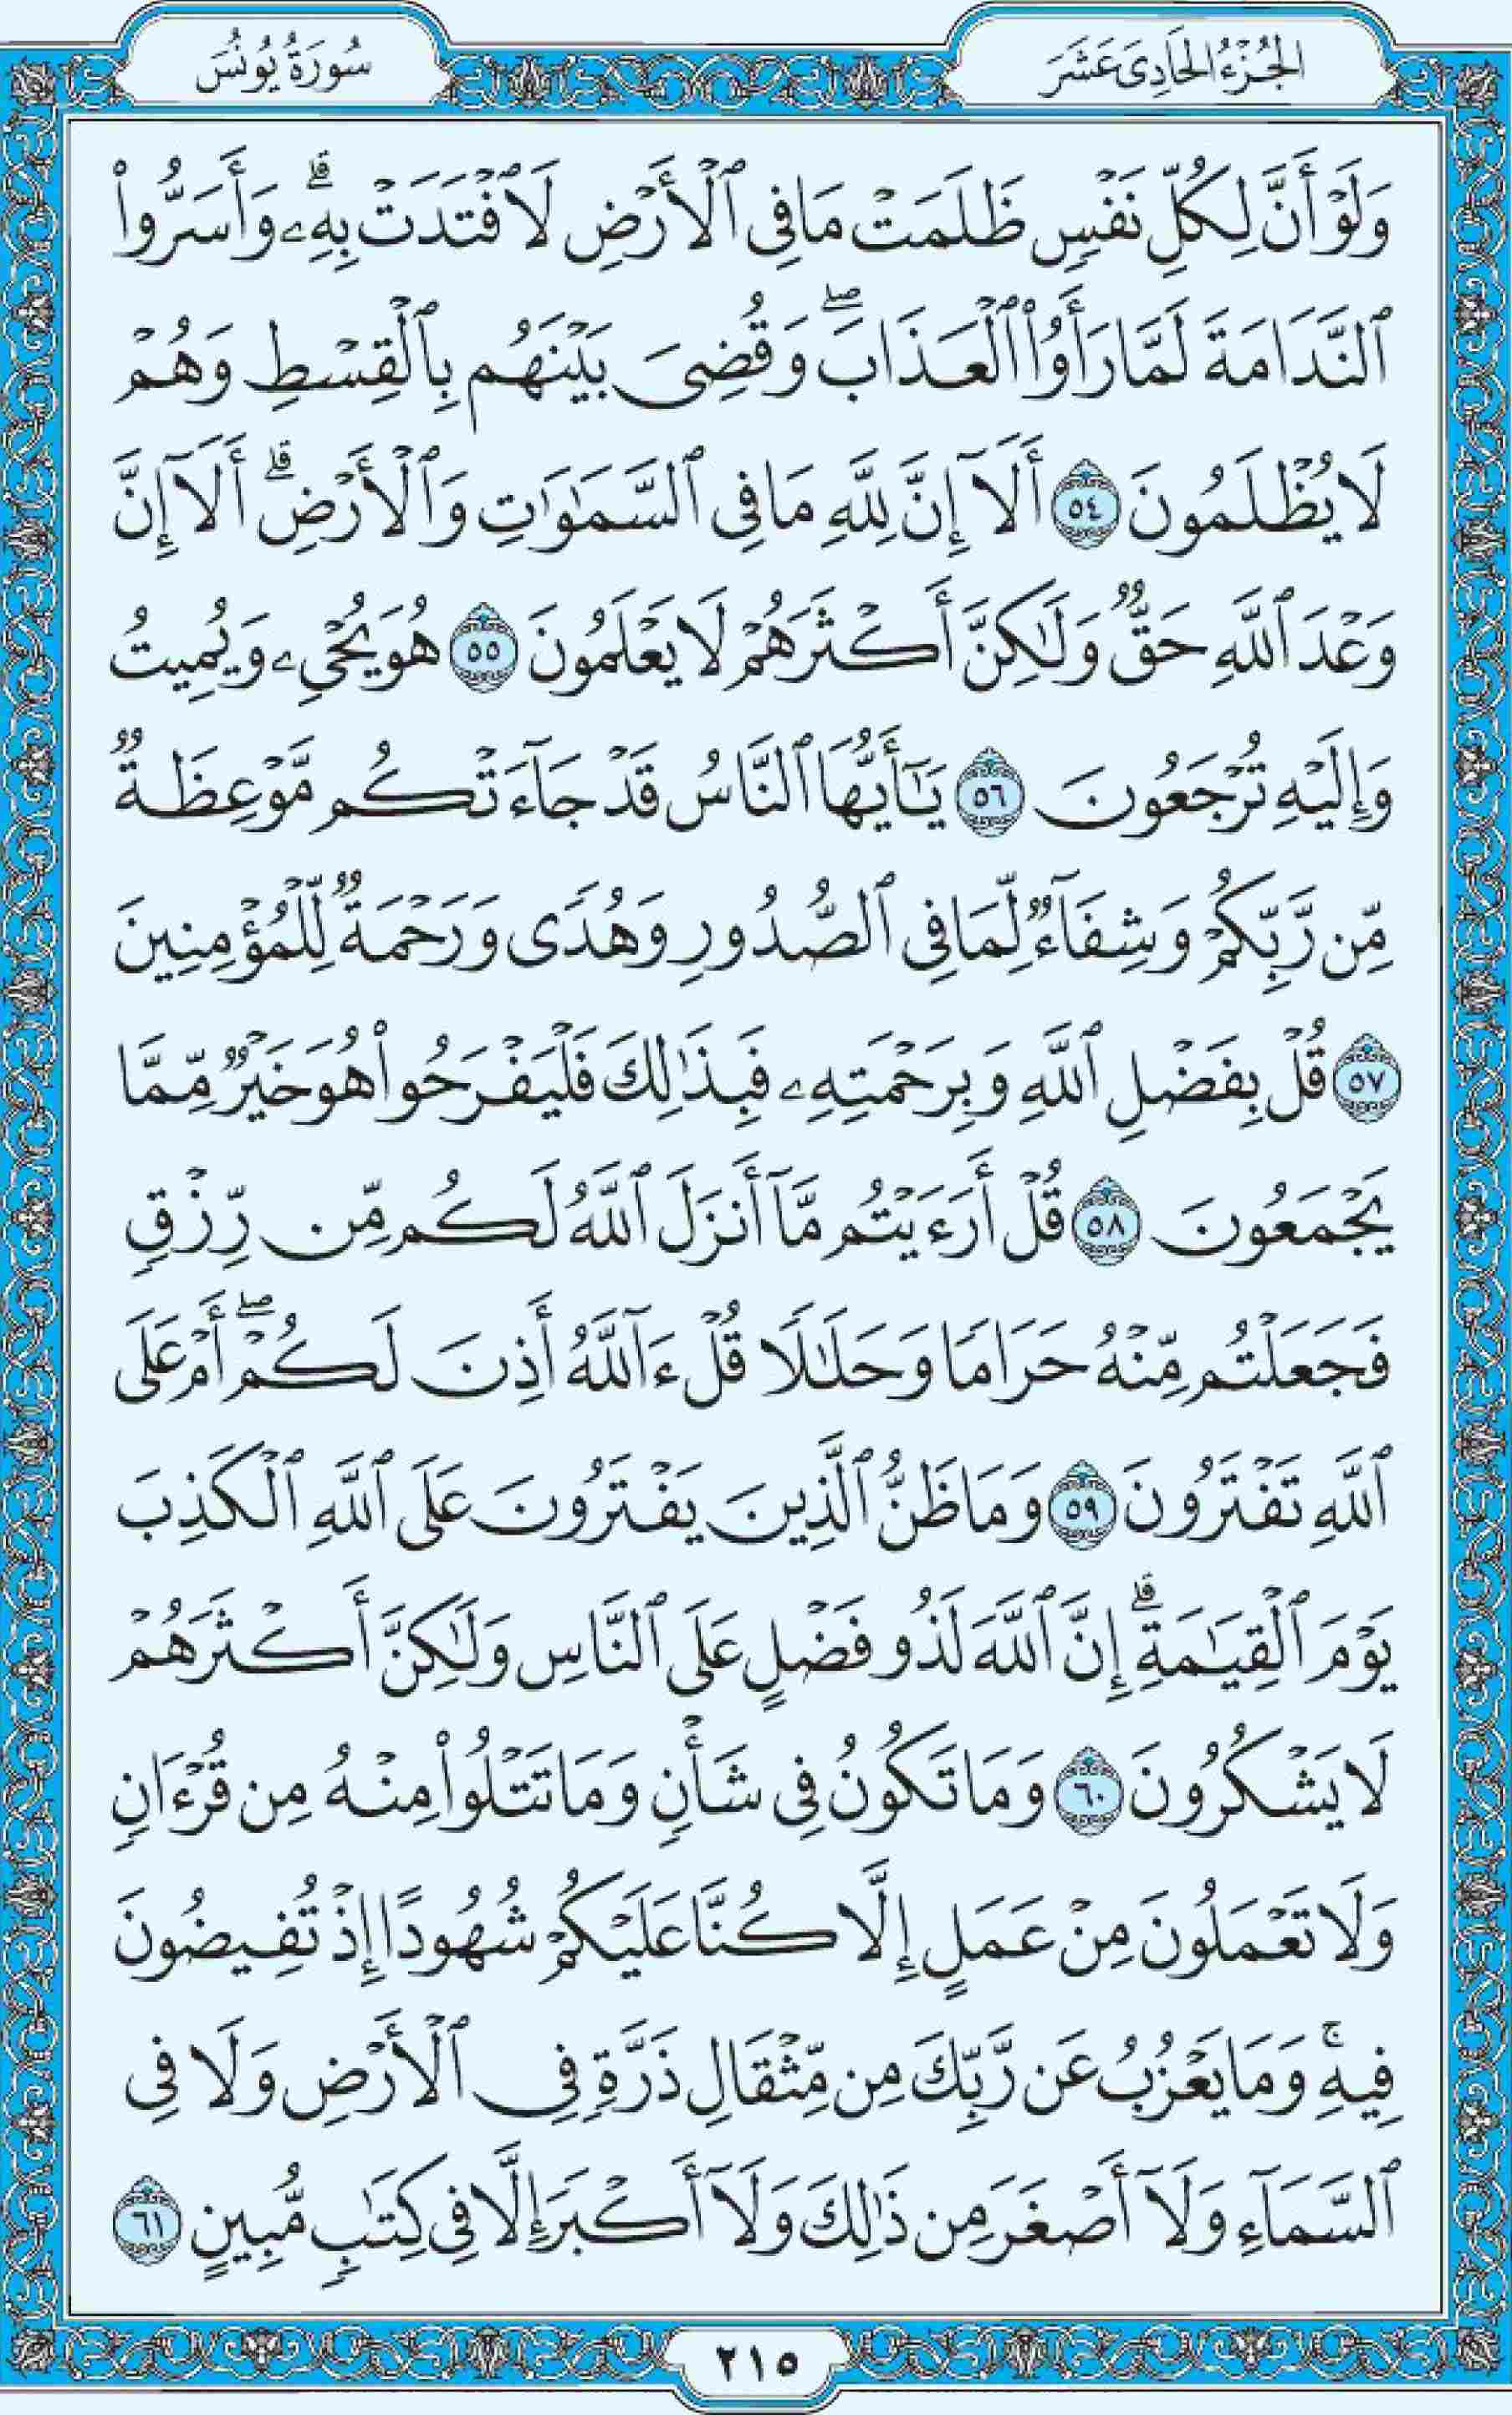 الجُزْءُ الحَادِىَ عَشَرَ
سُورَةُ يُونُسَ
وَلَوْ أَنَّ لِكُلِّ نَفْسٍ ظَلَمَتْ مَا فِى ٱلْأَرْضِ لَٱفْتَدَتْ بِهِۦۗ وَأَسَرُّوا۟
ٱلنَّدَامَةَ لَمَّا رَأَوُا۟ ٱلْعَذَابَۖ وَقُضِىَ بَيْنَهُم بِٱلْقِسْطِ وَهُمْ
لَا يُظْلَمُونَ ٥٤ أَلَآ إِنَّ لِلَّهِ مَا فِى ٱلسَّمَٰوَٰتِ وَٱلْأَرْضِۗ أَلَآ إِنَّ
وَعْدَ ٱللَّهِ حَقٌّ وَلَٰكِنَّ أَكْثَرَهُمْ لَا يَعْلَمُونَ ٥٥ هُوَ يُحْىِۦ وَيُمِيتُ
وَإِلَيْهِ تُرْجَعُونَ ٥٦ يَٰٓأَيُّهَا ٱلنَّاسُ قَدْ جَآءَتْكُم مَّوْعِظَةٌ
مِّن رَّبِّكُمْ وَشِفَآءٌ لِّمَا فِى ٱلصُّدُورِ وَهُدًى وَرَحْمَةٌ لِّلْمُؤْمِنِينَ
٥٧ قُلْ بِفَضْلِ ٱللَّهِ وَبِرَحْمَتِهِۦ فَبِذَٰلِكَ فَلْيَفْرَحُوا۟ هُوَ خَيْرٌ مِّمَّا
يَجْمَعُونَ ٥٨ قُلْ أَرَءَيْتُم مَّآ أَنزَلَ ٱللَّهُ لَكُم مِّن رِّزْقٍ
فَجَعَلْتُم مِّنْهُ حَرَامًا وَحَلَٰلًا قُلْ ءَآللَّهُ أَذِنَ لَكُمْۖ أَمْ عَلَى
ٱللَّهِ تَفْتَرُونَ ٥٩ وَمَا ظَنُّ ٱلَّذِينَ يَفْتَرُونَ عَلَى ٱللَّهِ ٱلْكَذِبَ
يَوْمَ ٱلْقِيَٰمَةِۗ إِنَّ ٱللَّهَ لَذُو فَضْلٍ عَلَى ٱلنَّاسِ وَلَٰكِنَّ أَكْثَرَهُمْ
لَا يَشْكُرُونَ ٦٠ وَمَا تَكُونُ فِى شَأْنٍ وَمَا تَتْلُوا۟ مِنْهُ مِن قُرْءَانٍ
وَلَا تَعْمَلُونَ مِنْ عَمَلٍ إِلَّا كُنَّا عَلَيْكُمْ شُهُودًا إِذْ تُفِيضُونَ
فِيهِۚ وَمَا يَعْزُبُ عَن رَّبِّكَ مِن مِّثْقَالِ ذَرَّةٍ فِى ٱلْأَرْضِ وَلَا فِى
ٱلسَّمَآءِ وَلَآ أَصْغَرَ مِن ذَٰلِكَ وَلَآ أَكْبَرَ إِلَّا فِى كِتَٰبٍ مُّبِينٍ ٦١
٢١٥